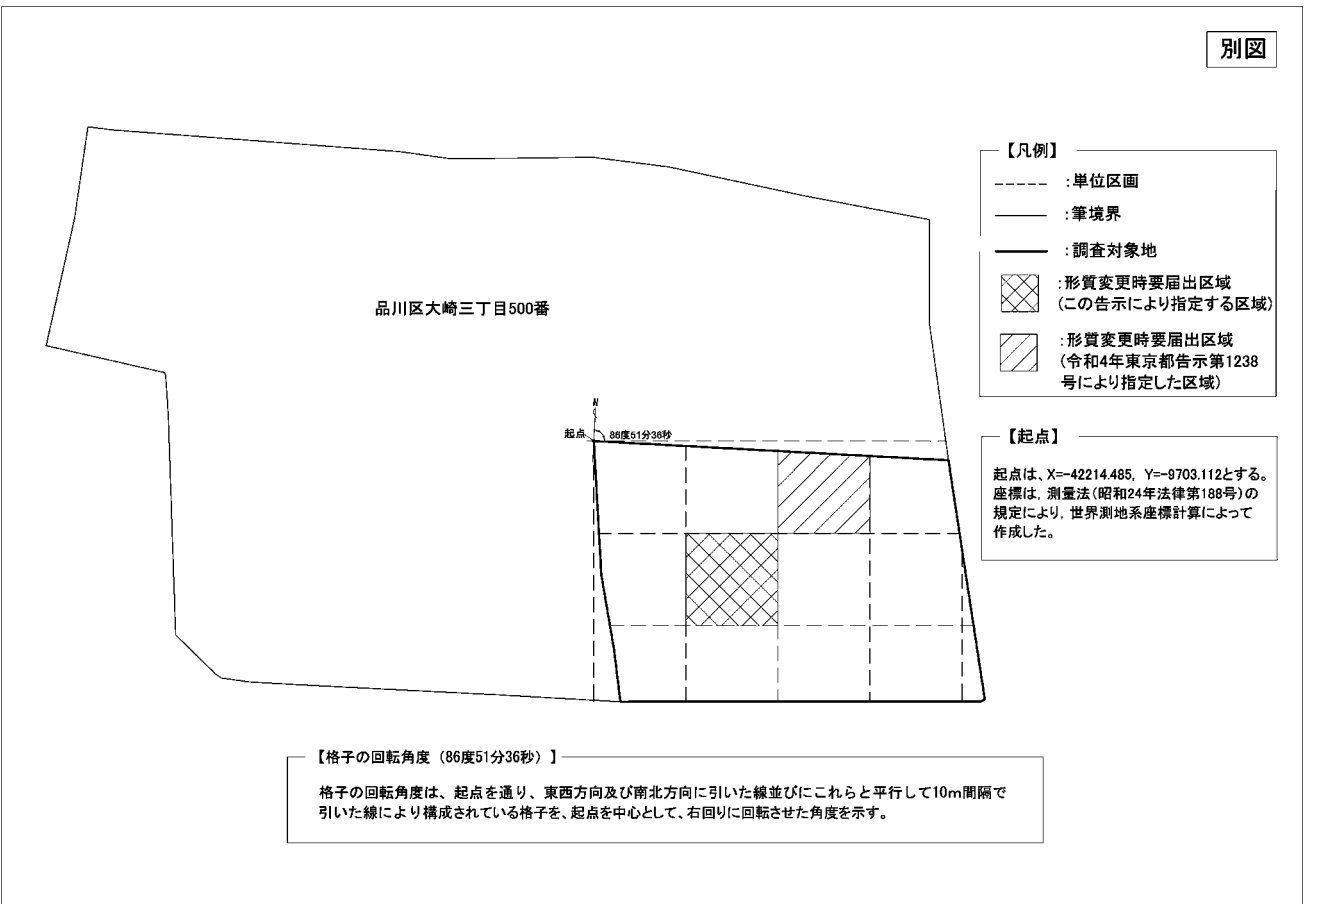 別図
【凡例】
:単位区画
:筆境界
:調査対象地
:形質変更時要届出区域
(この告示により指定する区域)
:形質変更時要届出区域
(令和4年東京都告示第1238
号により指定した区域)
品川区大崎三丁目500番
N
起点
86度51分36秒
【起点】
起点は、X=-42214.485, Y=-9703.112とする。
座標は, 測量法(昭和24年法律第188号)の
規定により, 世界測地系座標計算によって
作成した。
【格子の回転角度（86度51分36秒）】
格子の回転角度は、起点を通り、東西方向及び南北方向に引いた線並びにこれらと平行して10m間隔で
引いた線により構成されている格子を、起点を中心として、右回りに回転させた角度を示す。